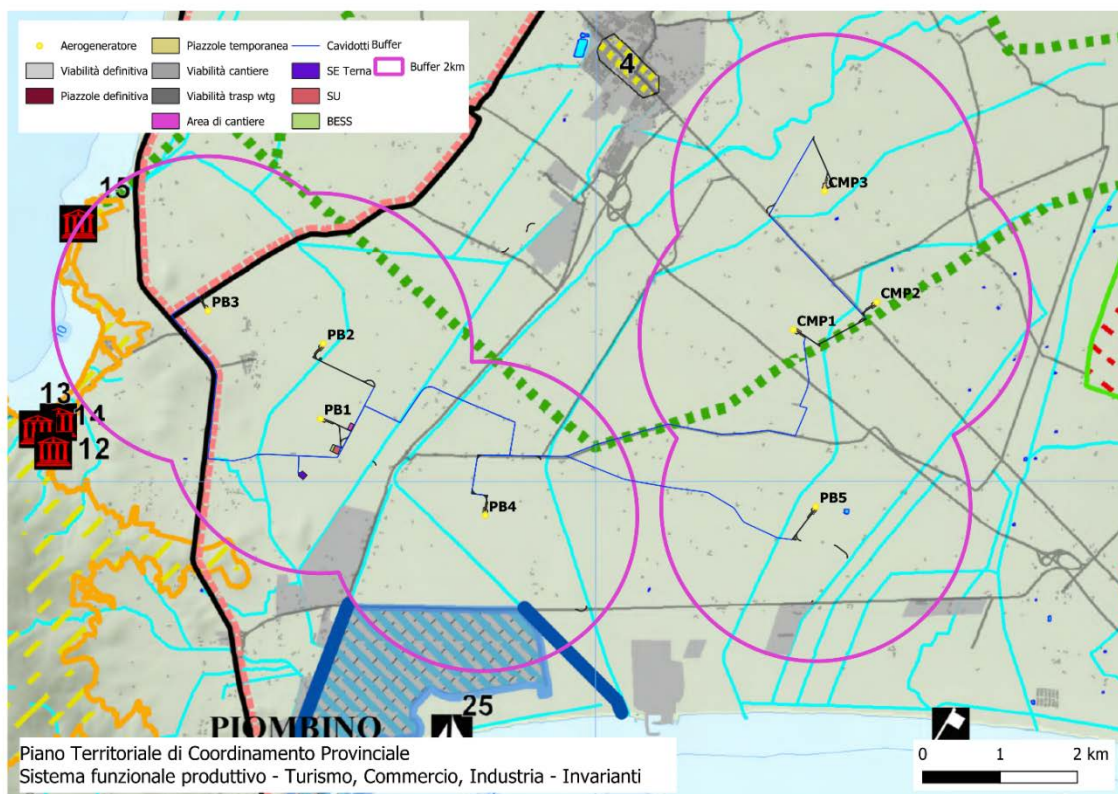 Aerogeneratore
Piazzole temporanea
Cavidotti
Buffer
Viabilità definitiva
Viabilità cantiere
SE Terna
Buffer 2km
Piazzole definitiva
Viabilità trasp wtg
SU
Area di cantiere
BESS
4
15
CMP3
PB3
CMP2
PB2
CMP1
10
13
14
PB1
12
PB5
PB4
25
PIOMBINO
Piano Territoriale di Coordinamento Provinciale
Sistema funzionale produttivo - Turismo, Commercio, Industria - Invarianti
0 1 2 km